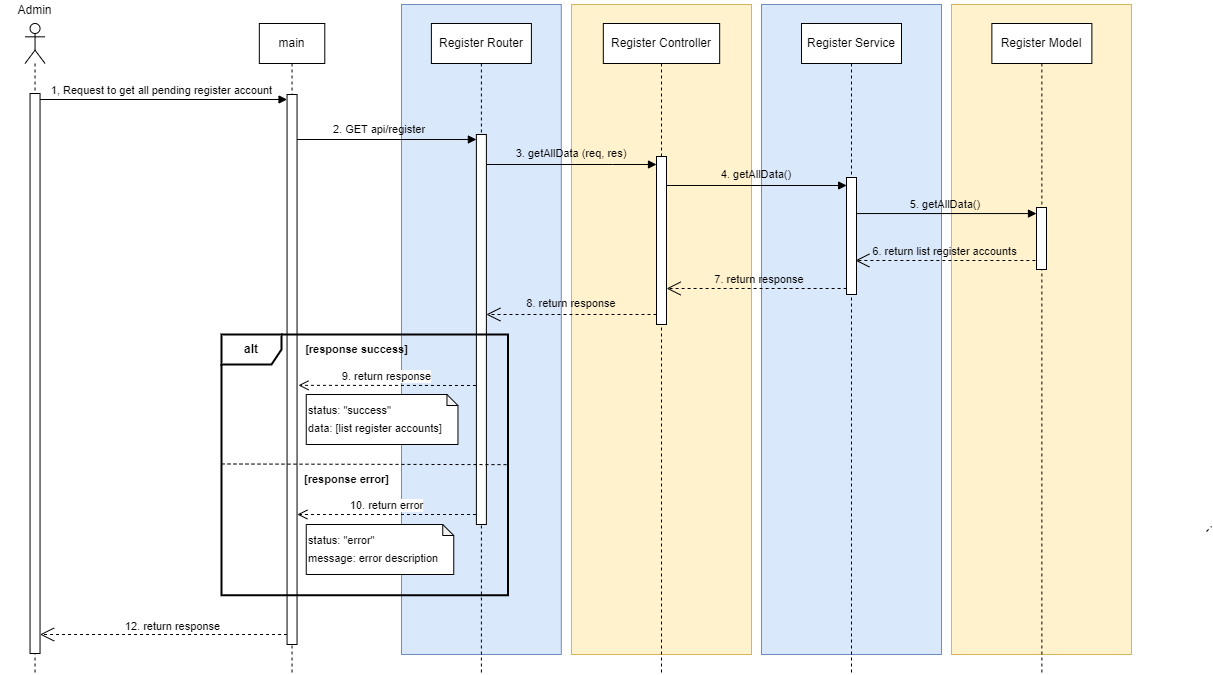 Admin
main
Register Router
Register Controller
Register Service
Register Model
1, Request to get all pending register account
2. GET api/register
3. getAllData (req, res)
4. getAllData()
5. getAllData()
6. return list register accounts
7. return response
8. return response
alt
[response success]
9. return response
status: "success"
data: [list register accounts]
[response error]
10. return error
status: "error"
message: error description
12. return response